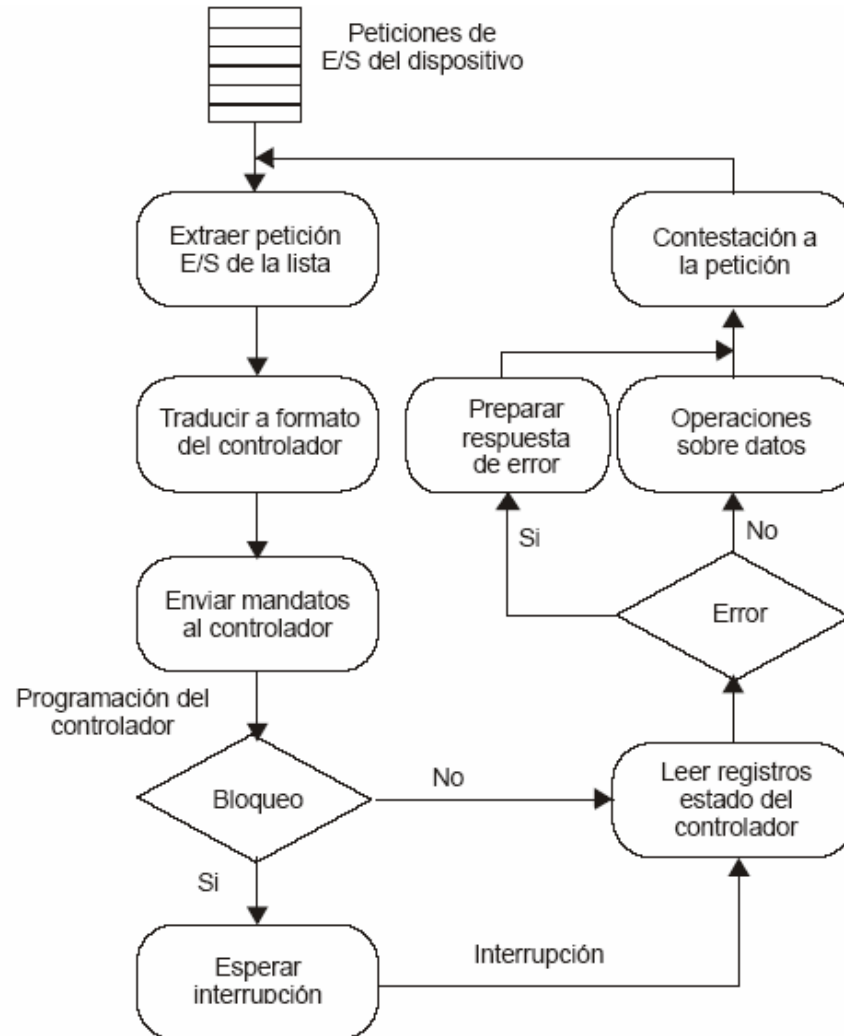 Peticiones de
E/S del dispositivo
Extraer petición
E/S de la lista
Contestación a
la petición
Traducir a formato
del controlador
Preparar
respuesta
de error
Operaciones
sobre datos
Si
No
Enviar mandatos
al controlador
Error
Programación del
controlador
Bloqueo
No
Leer registros
estado del
controlador
Si
Esperar
interrupción
Interrupción